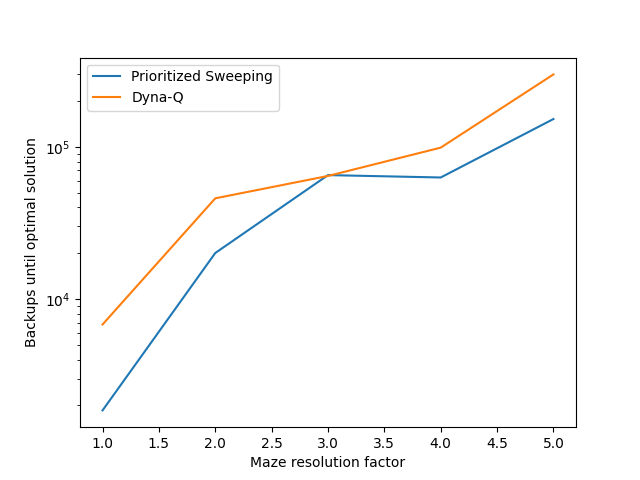 Prioritized Sweeping
Dyna-Q
Backups until optimal solution
10^5
10^4
1.0 1.5 2.0 2.5 3.0 3.5 4.0 4.5 5.0
Maze resolution factor